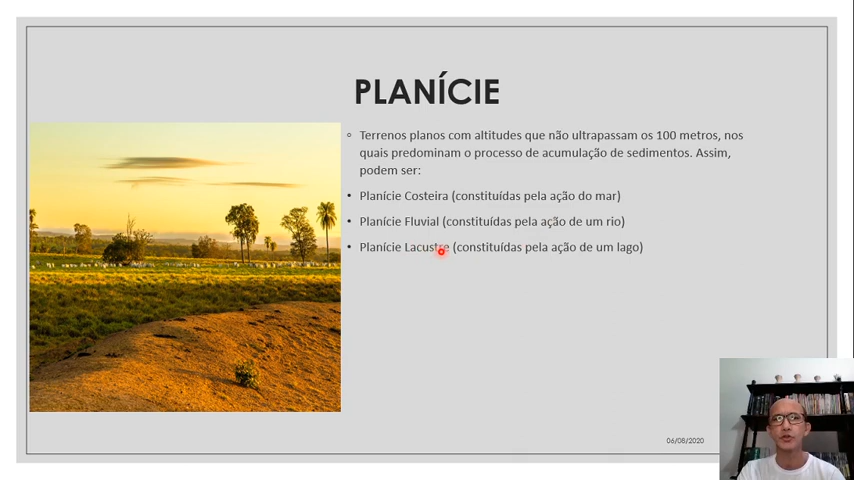 PLANÍCIE
Terrenos planos com altitudes que não ultrapassam os 100 metros, nos
quais predominam o processo de acumulação de sedimentos. Assim,
podem ser:
Planície Costeira (constituídas pela ação do mar)
Planície Fluvial (constituídas pela ação de um rio)
Planície Lacustre (constituídas pela ação de um lago)
06/08/2020